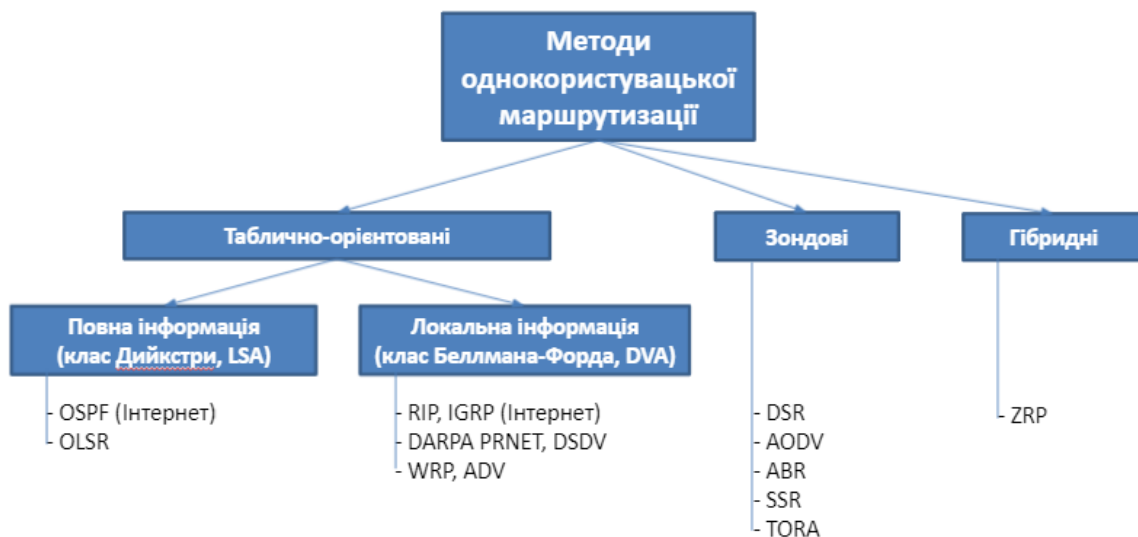 Методи
однокористувацької
маршрутизації
Таблично-орієнтовані
Зондові
Гібридні
Повна інформація
(клас Дийкстри, LSA)
Локальна інформація
(клас Беллмана-Форда, DVA)
- OSPF (Інтернет)
- OLSR
- RIP, IGRP (Інтернет)
- DARPA PRNET, DSDV
- WRP, ADV
- DSR
- AODV
- ABR
- SSR
- TORA
- ZRP